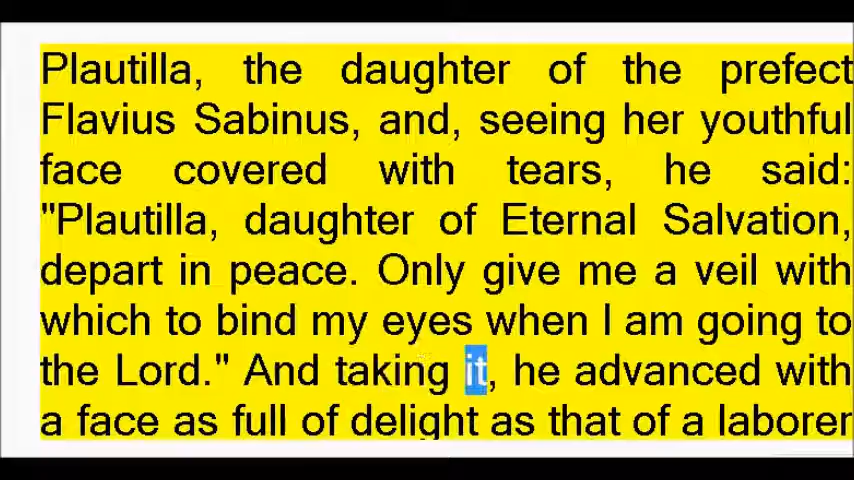 Plautilla, the daughter of the prefect
Flavius Sabinus, and, seeing her youthful
face covered with tears, he said:
"Plautilla, daughter of Eternal Salvation,
depart in peace. Only give me a veil with
which to bind my eyes when I am going to
the Lord." And taking it, he advanced with
a face as full of delight as that of a laborer